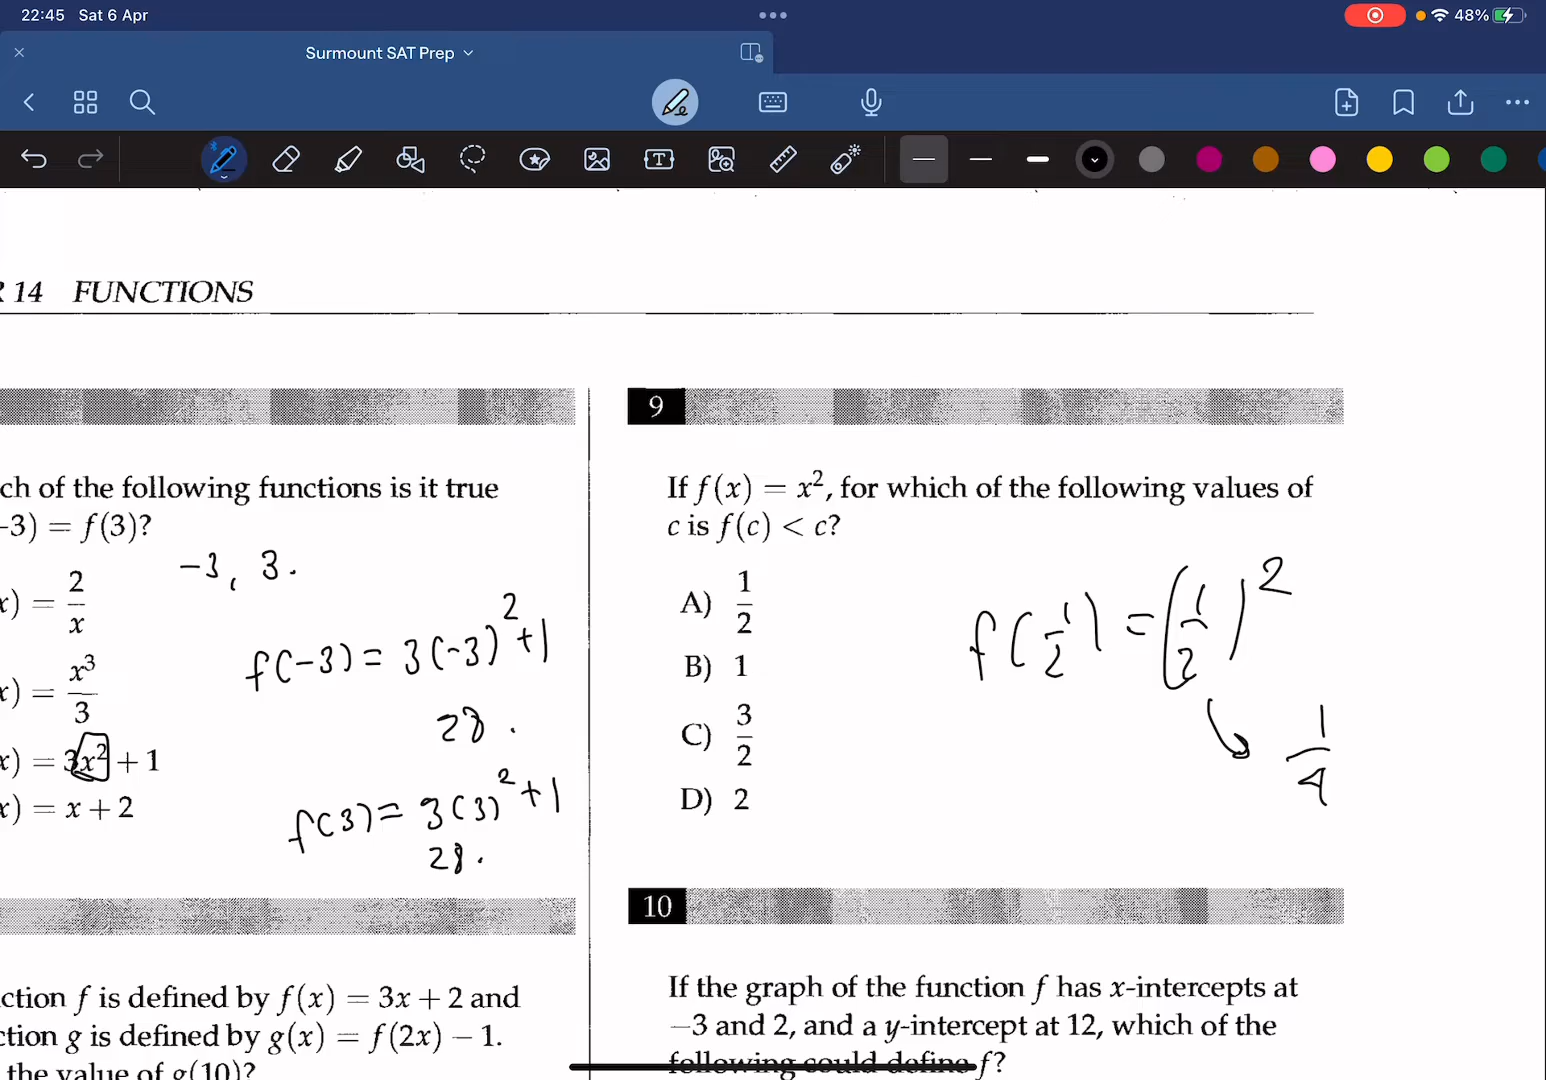 22:45 Sat 6 Apr
48%
Surmount SAT Prep
14 FUNCTIONS
ch of the following functions is it true
-3) = f(3)?
-3, 3.
x) = 2/x
x) = x³/3
x) = 3x² + 1
x) = x + 2
f(-3) = 3(-3)² + 1
28.
f(3) = 3(3)² + 1
28.
ction f is defined by f(x) = 3x + 2 and
ction g is defined by g(x) = f(2x) − 1.
the value of g(10)?
9
If f(x) = x², for which of the following values of
c is f(c) < c?
A) 1/2
B) 1
C) 3/2
D) 2
f(1/2) = (1/2)²
1/4
10
If the graph of the function f has x-intercepts at
−3 and 2, and a y-intercept at 12, which of the
following could define f?